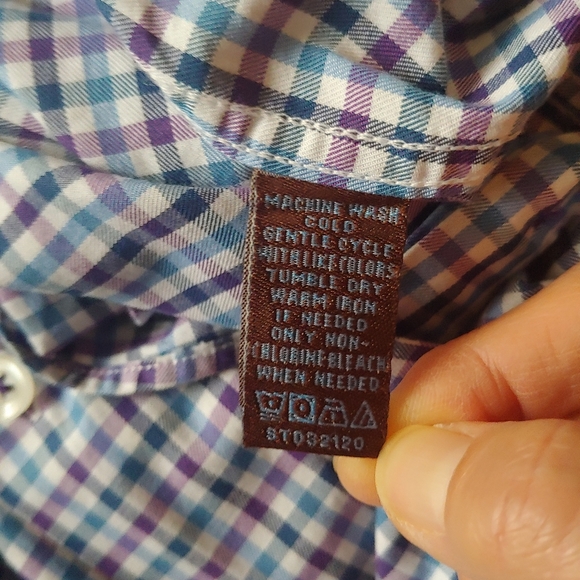 MACHINE WASH
COLD
GENTLE CYCLE
WITH LIKE COLORS
TUMBLE DRY
WARM IRON
IF NEEDED
ONLY NON-
CHLORINE BLEACH
WHEN NEEDED
STDS2120